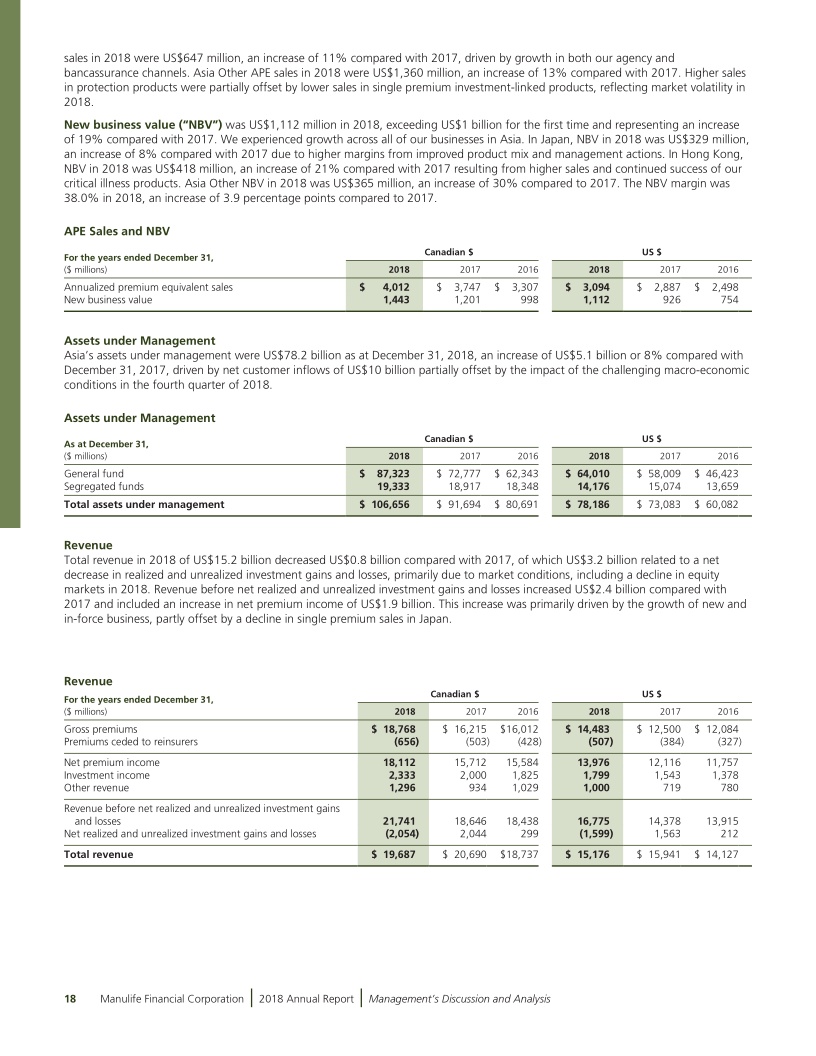 sales in 2018 were US$647 million, an increase of 11% compared with 2017, driven by growth in both our agency and
bancassurance channels. Asia Other APE sales in 2018 were US$1,360 million, an increase of 13% compared with 2017. Higher sales
in protection products were partially offset by lower sales in single premium investment-linked products, reflecting market volatility in
2018.
New business value (“NBV”) was US$1,112 million in 2018, exceeding US$1 billion for the first time and representing an increase
of 19% compared with 2017. We experienced growth across all of our businesses in Asia. In Japan, NBV in 2018 was US$329 million,
an increase of 8% compared with 2017 due to higher margins from improved product mix and management actions. In Hong Kong,
NBV in 2018 was US$418 million, an increase of 21% compared with 2017 resulting from higher sales and continued success of our
critical illness products. Asia Other NBV in 2018 was US$365 million, an increase of 30% compared to 2017. The NBV margin was
38.0% in 2018, an increase of 3.9 percentage points compared to 2017.
APE Sales and NBV
For the years ended December 31, Canadian $ US $
($ millions) 2018 2017 2016 2018 2017 2016
Annualized premium equivalent sales $ 4,012 $ 3,747 $ 3,307 $ 3,094 $ 2,887 $ 2,498
New business value 1,443 1,201 998 1,112 926 754
Assets under Management
Asia’s assets under management were US$78.2 billion as at December 31, 2018, an increase of US$5.1 billion or 8% compared with
December 31, 2017, driven by net customer inflows of US$10 billion partially offset by the impact of the challenging macro-economic
conditions in the fourth quarter of 2018.
Assets under Management
As at December 31, Canadian $ US $
($ millions) 2018 2017 2016 2018 2017 2016
General fund $ 87,323 $ 72,777 $ 62,343 $ 64,010 $ 58,009 $ 46,423
Segregated funds 19,333 18,917 18,348 14,176 15,074 13,659
Total assets under management $ 106,656 $ 91,694 $ 80,691 $ 78,186 $ 73,083 $ 60,082
Revenue
Total revenue in 2018 of US$15.2 billion decreased US$0.8 billion compared with 2017, of which US$3.2 billion related to a net
decrease in realized and unrealized investment gains and losses, primarily due to market conditions, including a decline in equity
markets in 2018. Revenue before net realized and unrealized investment gains and losses increased US$2.4 billion compared with
2017 and included an increase in net premium income of US$1.9 billion. This increase was primarily driven by the growth of new and
in-force business, partly offset by a decline in single premium sales in Japan.
Revenue
For the years ended December 31, Canadian $ US $
($ millions) 2018 2017 2016 2018 2017 2016
Gross premiums $ 18,768 $ 16,215 $16,012 $ 14,483 $ 12,500 $ 12,084
Premiums ceded to reinsurers (656) (503) (428) (507) (384) (327)
Net premium income 18,112 15,712 15,584 13,976 12,116 11,757
Investment income 2,333 2,000 1,825 1,799 1,543 1,378
Other revenue 1,296 934 1,029 1,000 719 780
Revenue before net realized and unrealized investment gains
and losses 21,741 18,646 18,438 16,775 14,378 13,915
Net realized and unrealized investment gains and losses (2,054) 2,044 299 (1,599) 1,563 212
Total revenue $ 19,687 $ 20,690 $18,737 $ 15,176 $ 15,941 $ 14,127
18 Manulife Financial Corporation | 2018 Annual Report | Management’s Discussion and Analysis